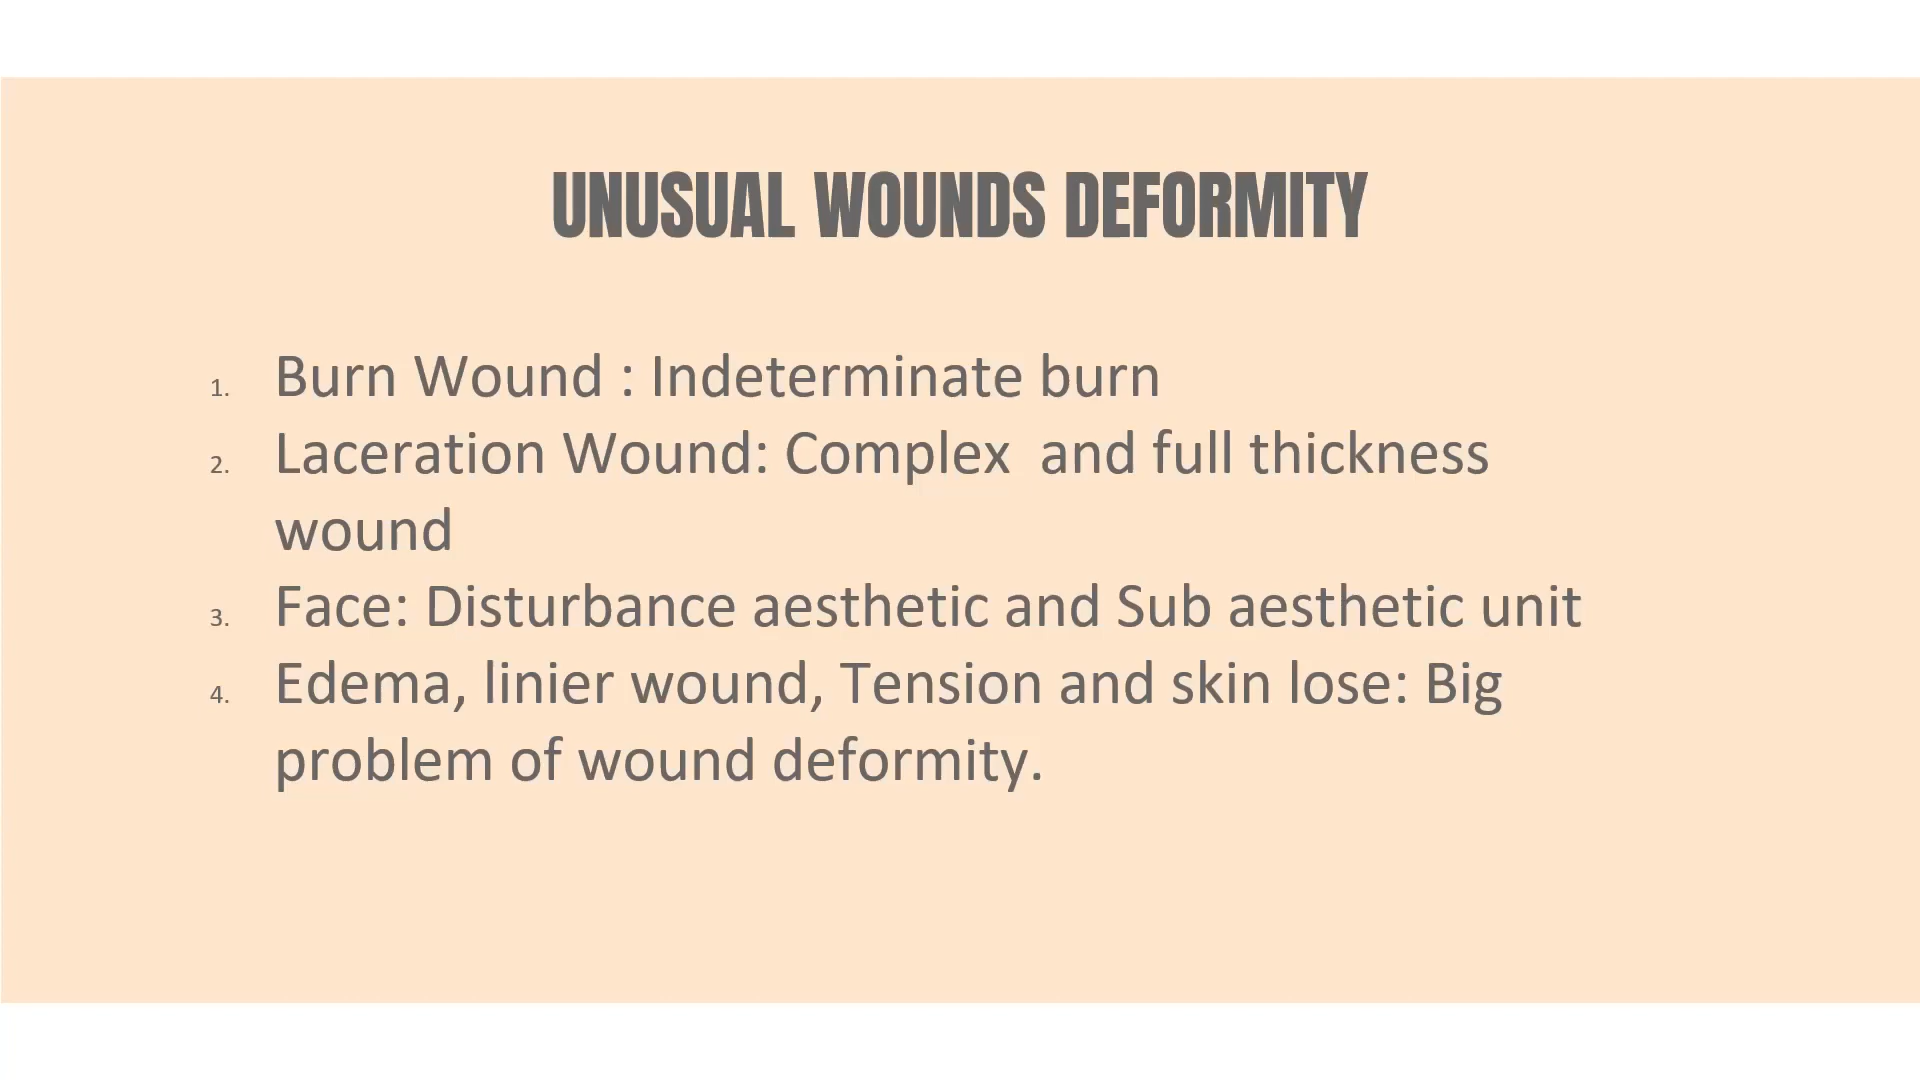 UNUSUAL WOUNDS DEFORMITY
1. Burn Wound : Indeterminate burn
2. Laceration Wound: Complex  and full thickness
wound
3. Face: Disturbance aesthetic and Sub aesthetic unit
4. Edema, linier wound, Tension and skin lose: Big
problem of wound deformity.